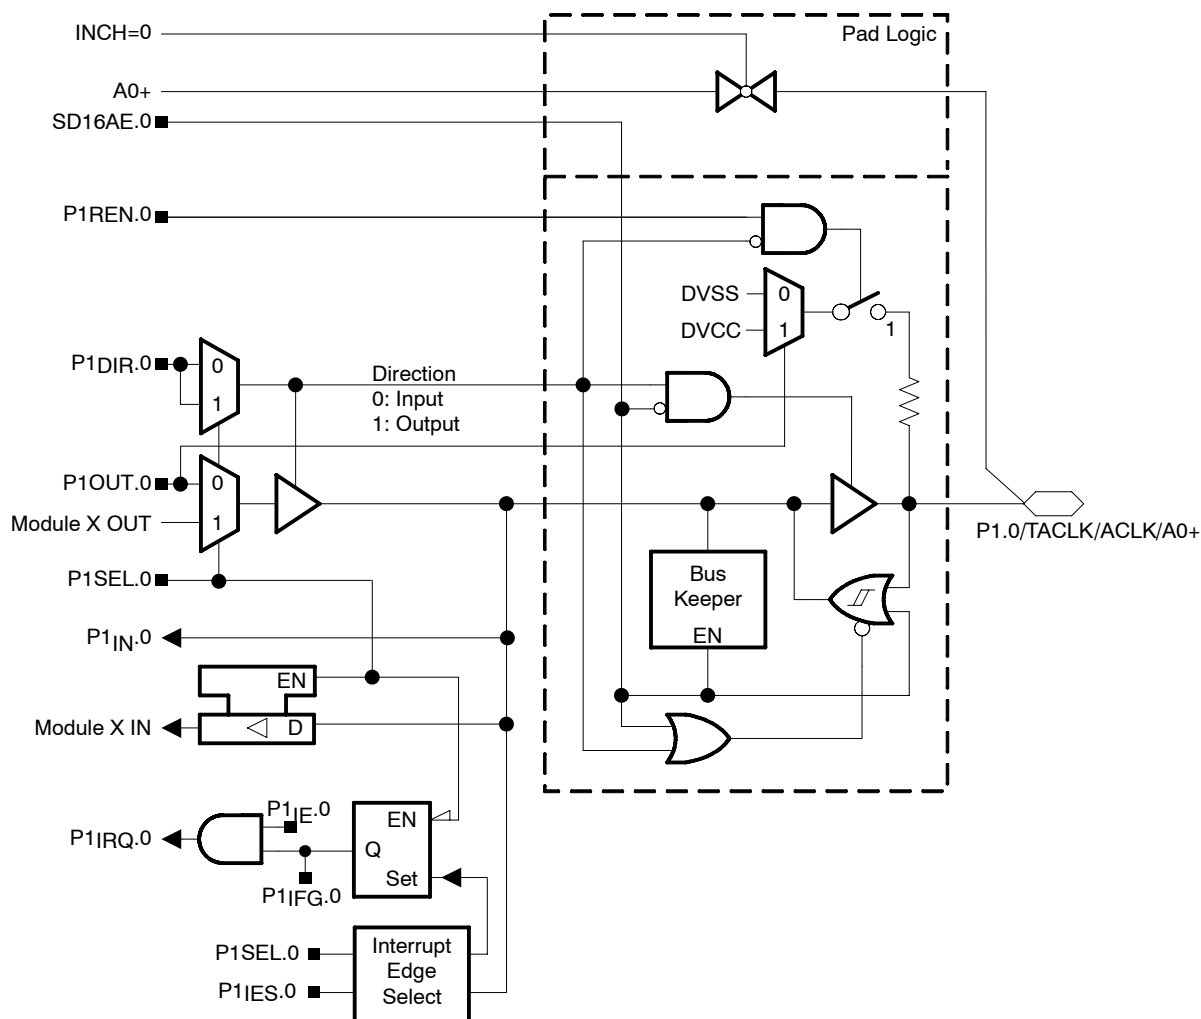 INCH=0
Pad Logic
A0+
SD16AE.0
P1REN.0
DVSS
0
DVCC
1
1
P1DIR.0
0
1
Direction
0: Input
1: Output
P1OUT.0
0
Module X OUT
1
P1.0/TACLK/ACLK/A0+
P1SEL.0
Bus
Keeper
EN
P1IN.0
EN
Module X IN
D
P1IE.0
EN
P1IRQ.0
Q
Set
P1IFG.0
P1SEL.0
Interrupt
Edge
Select
P1IES.0